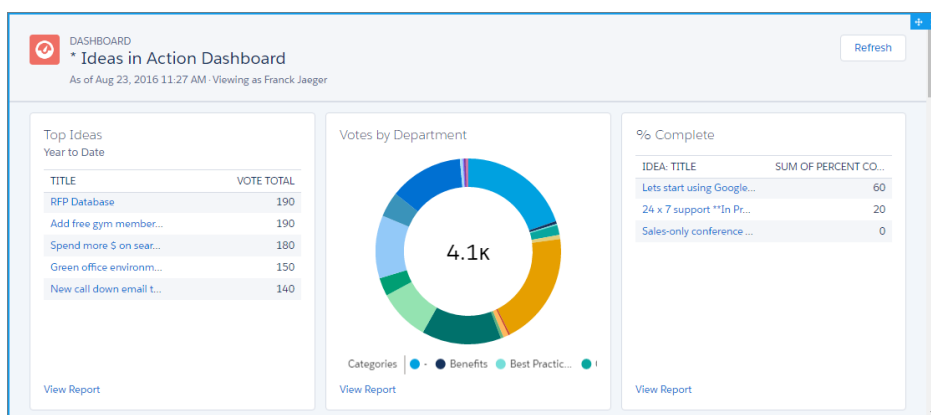 DASHBOARD
* Ideas in Action Dashboard
As of Aug 23, 2016 11:27 AM·Viewing as Franck Jaeger
Refresh
Top Ideas
Year to Date
TITLE VOTE TOTAL
RFP Database 190
Add free gym member... 190
Spend more $ on sear... 180
Green office environm... 150
New call down email t... 140
View Report
Votes by Department
4.1K
Categories - Benefits Best Practic...
View Report
% Complete
IDEA: TITLE SUM OF PERCENT CO...
Lets start using Google... 60
24 x 7 support **In Pr... 20
Sales-only conference ... 0
View Report